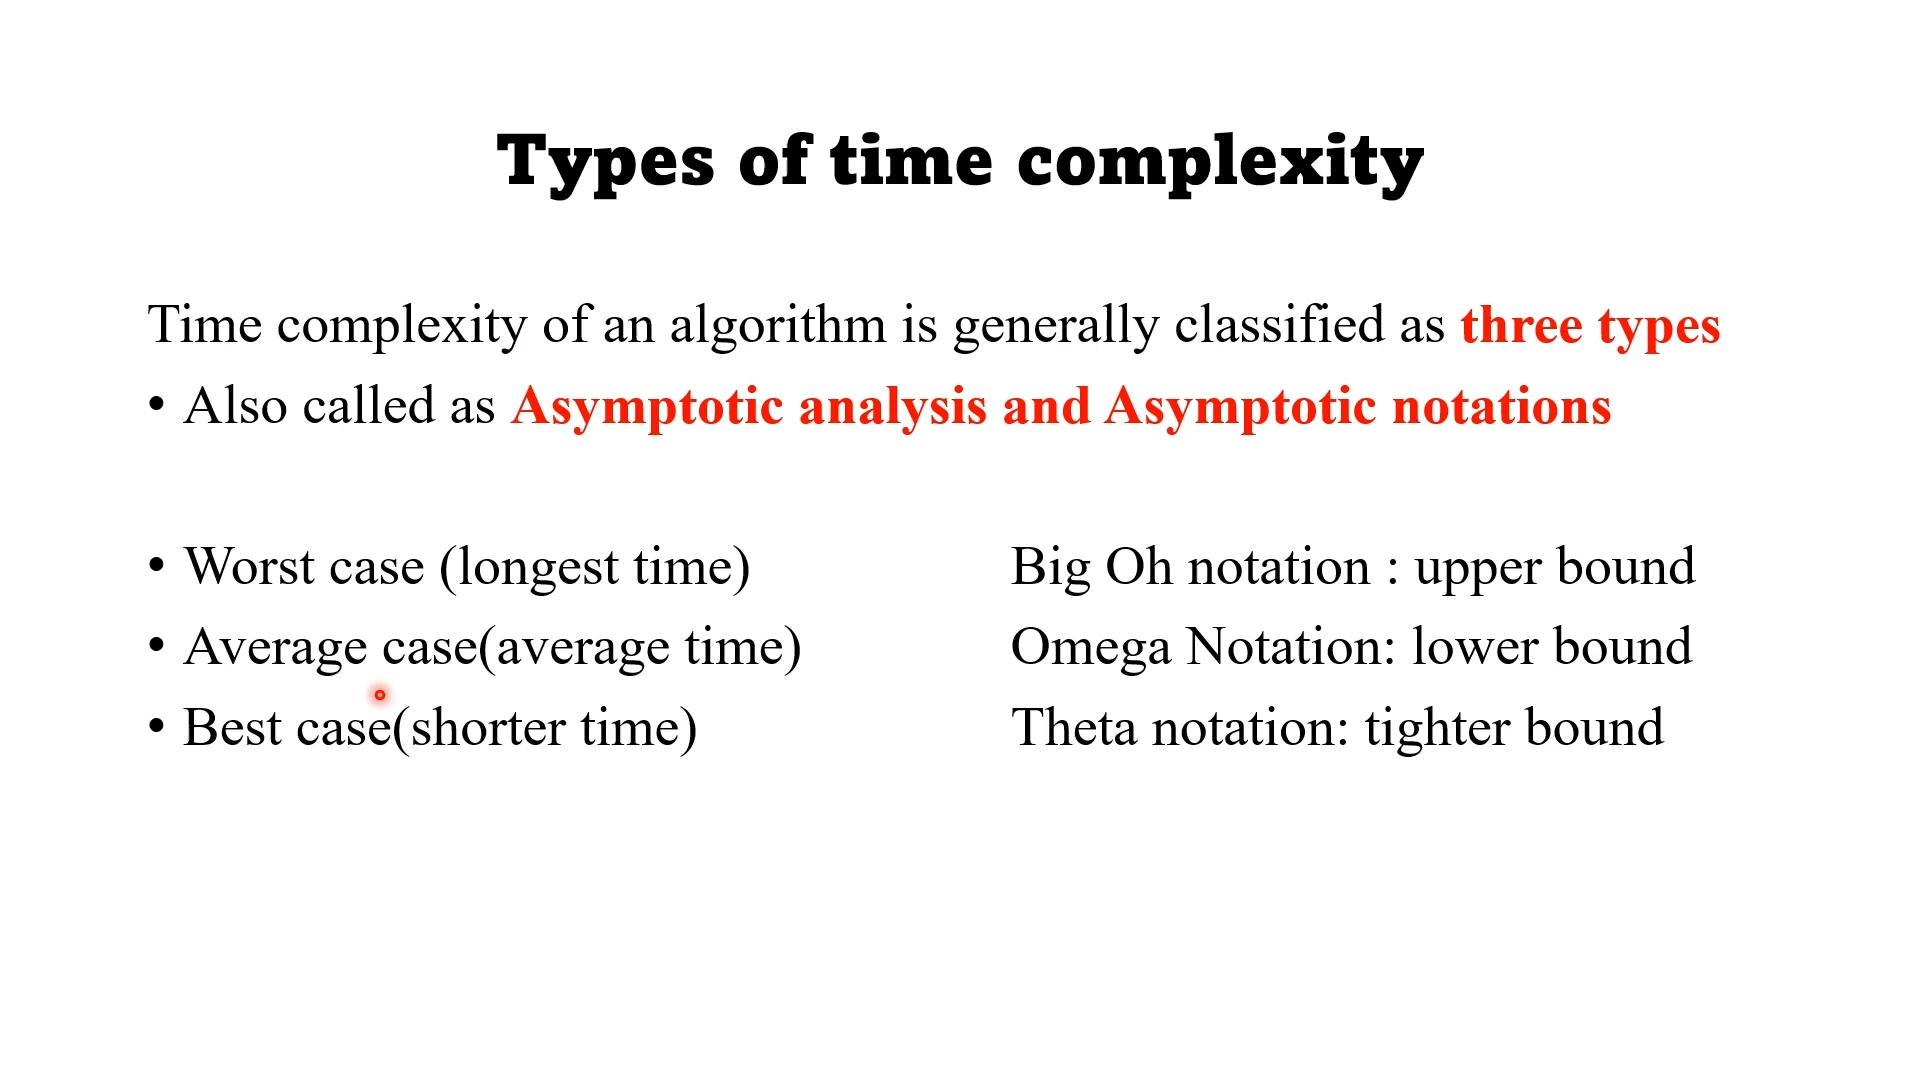 Types of time complexity
Time complexity of an algorithm is generally classified as three types
• Also called as Asymptotic analysis and Asymptotic notations
• Worst case (longest time) Big Oh notation : upper bound
• Average case(average time) Omega Notation: lower bound
• Best case(shorter time) Theta notation: tighter bound